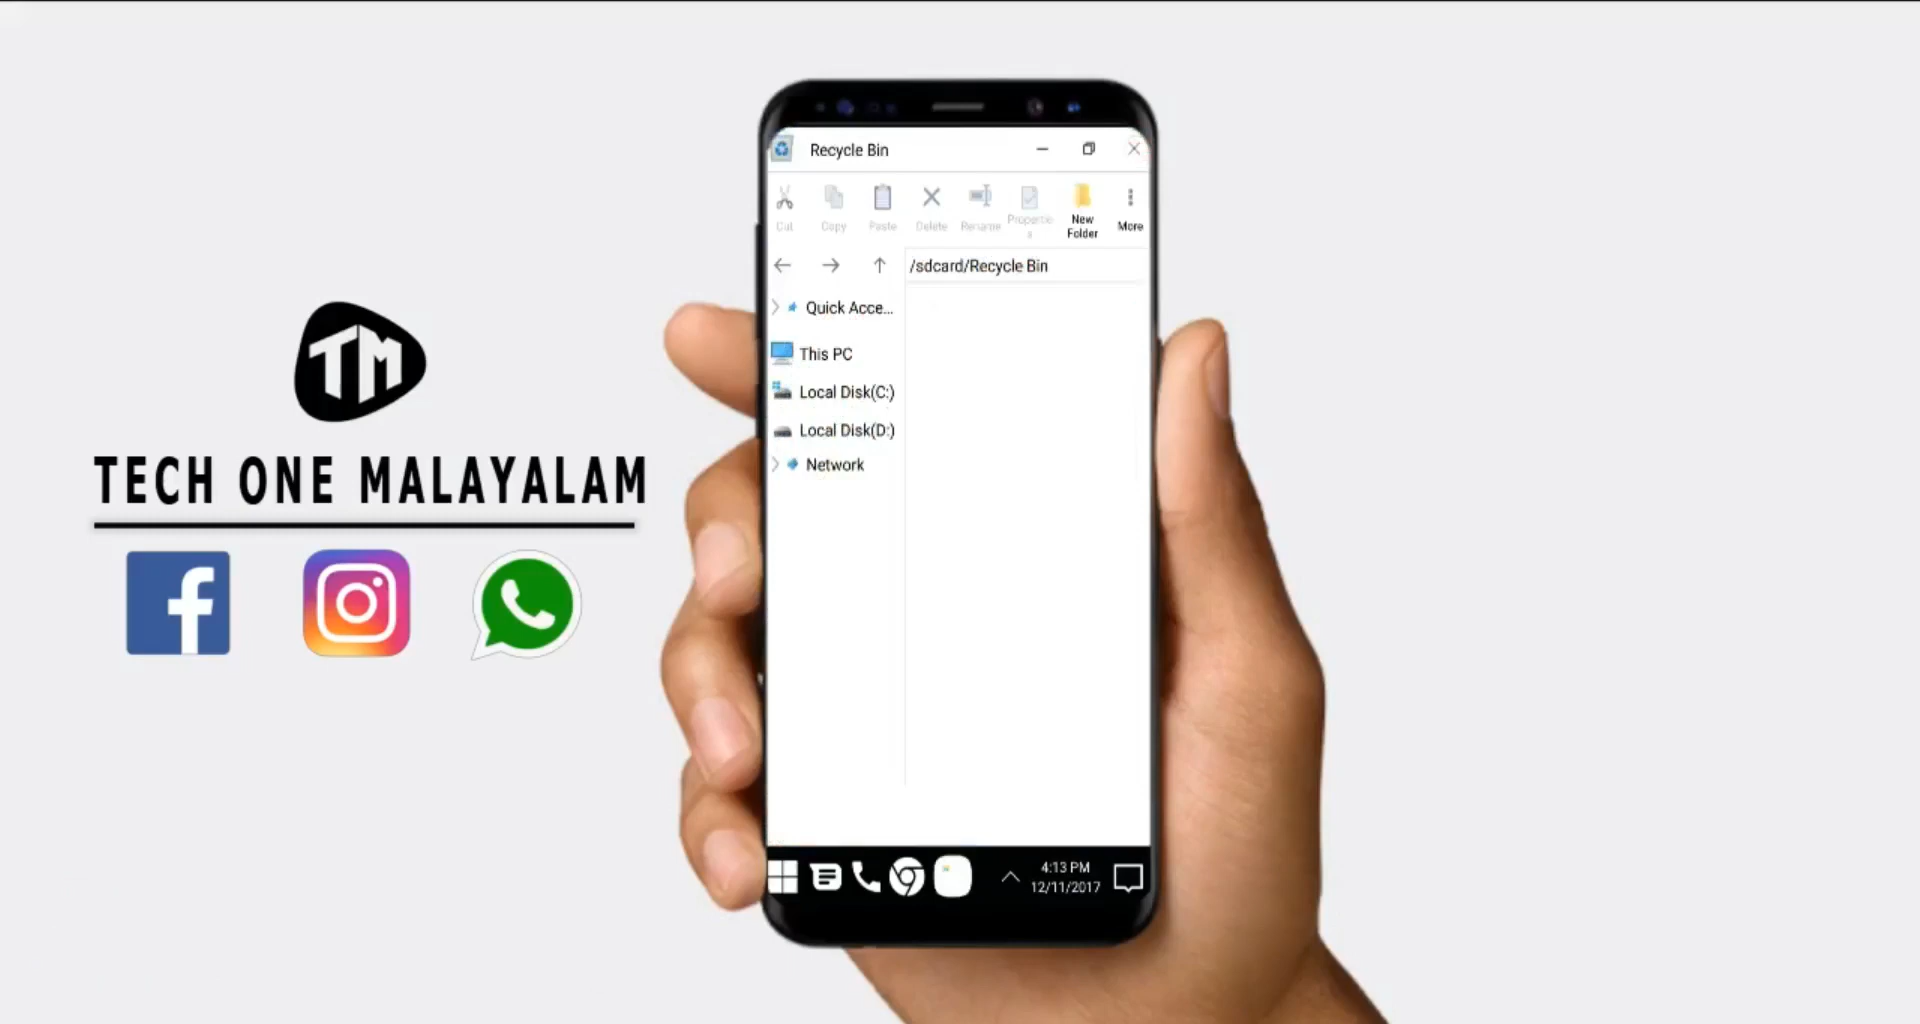 TM
TECH ONE MALAYALAM
f
Recycle Bin
Cut Copy Paste Delete Rename Propertie
s
New
Folder
More
/sdcard/Recycle Bin
Quick Acce...
This PC
Local Disk(C:)
Local Disk(D:)
Network
4:13 PM
12/11/2017